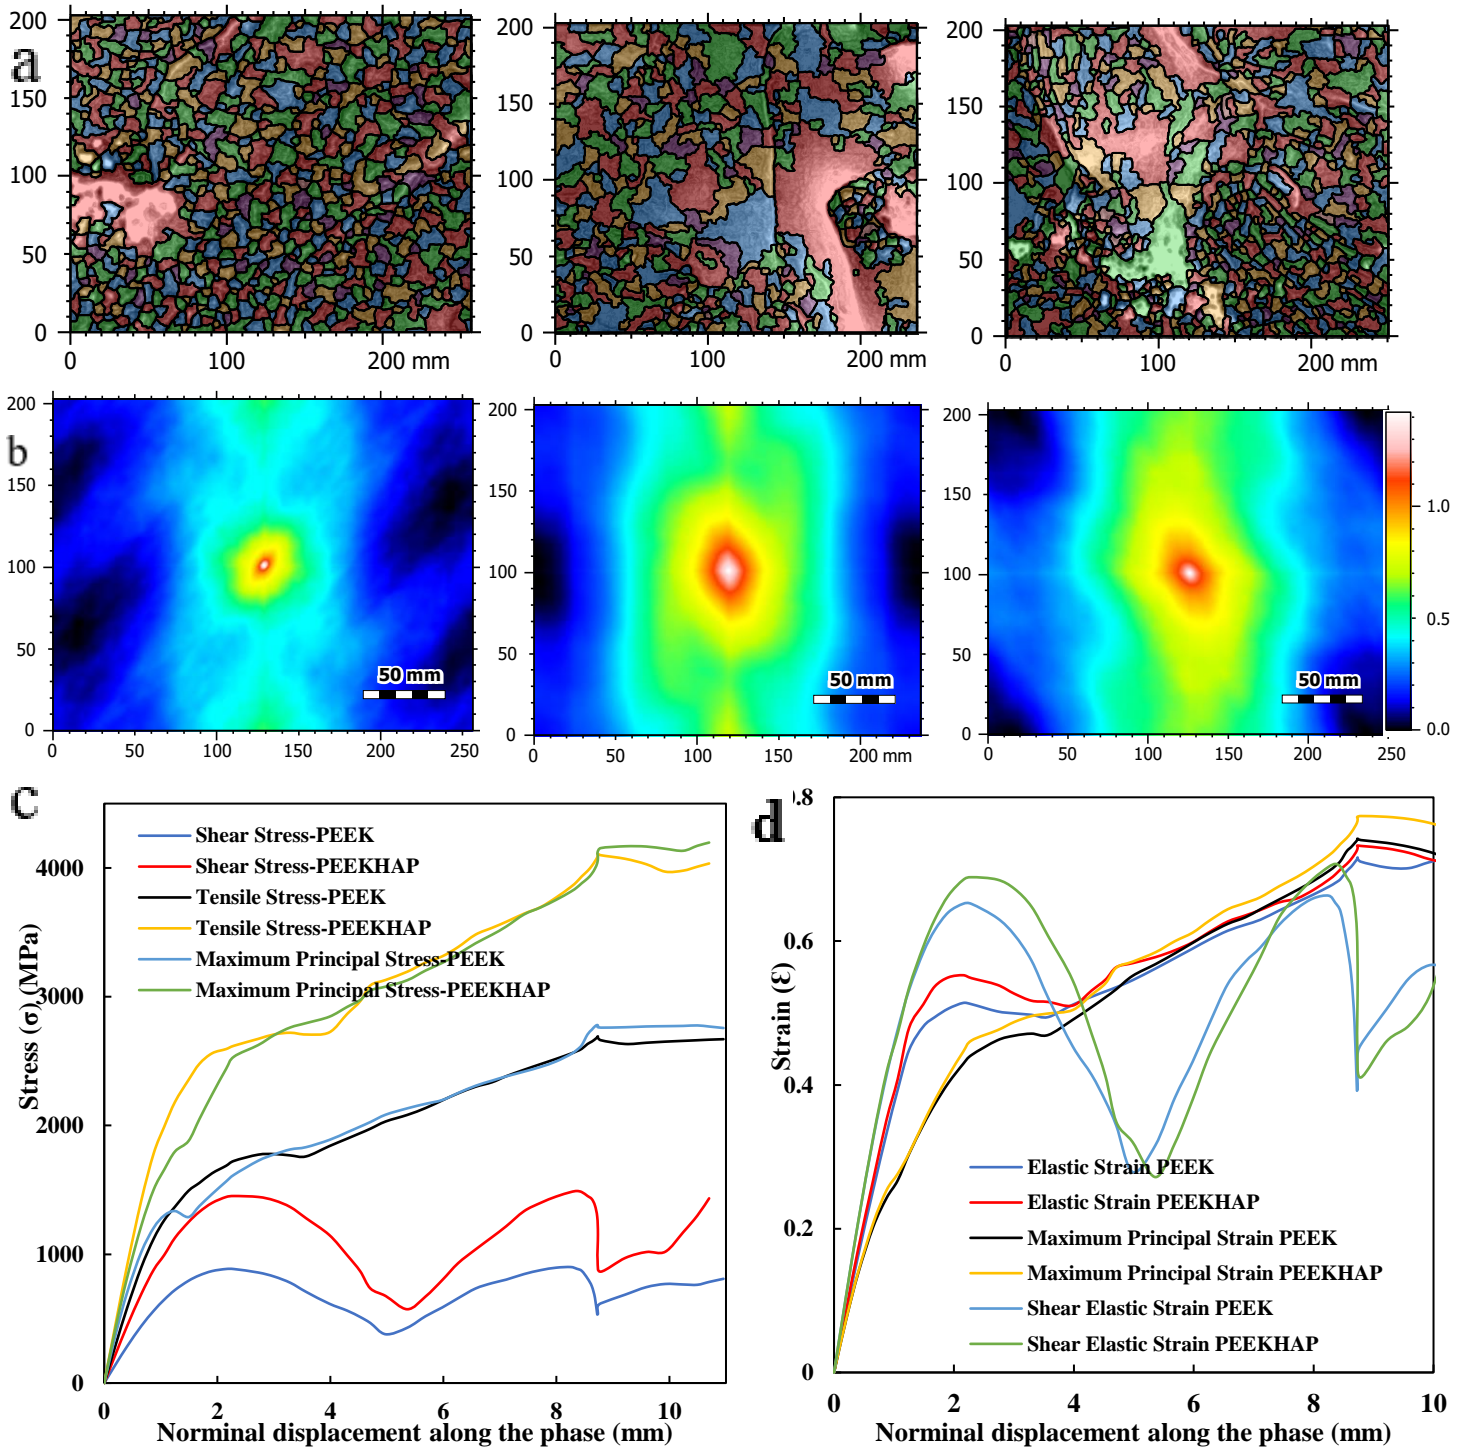 a
200
150
100
50
0
0
100
200 mm
200
150
100
50
0
0
100
200 mm
200
150
100
50
0
0
100
200 mm
b
200
150
100
50
0
0
50
100
150
200
250
50 mm
200
150
100
50
0
0
50
100
150
200 mm
50 mm
200
150
100
50
0
0
50
100
150
200
250
50 mm
1.0
0.5
0.0
c
Shear Stress-PEEK
Shear Stress-PEEKHAP
Tensile Stress-PEEK
Tensile Stress-PEEKHAP
Maximum Principal Stress-PEEK
Maximum Principal Stress-PEEKHAP
Stress (σ) (MPa)
4000
3000
2000
1000
0
0
2
4
6
8
10
Norminal displacement along the phase (mm)
d
).8
0.6
0.4
0.2
0
Strain (Ɛ)
Elastic Strain PEEK
Elastic Strain PEEKHAP
Maximum Principal Strain PEEK
Maximum Principal Strain PEEKHAP
Shear Elastic Strain PEEK
Shear Elastic Strain PEEKHAP
0
2
4
6
8
10
Norminal displacement along the phase (mm)